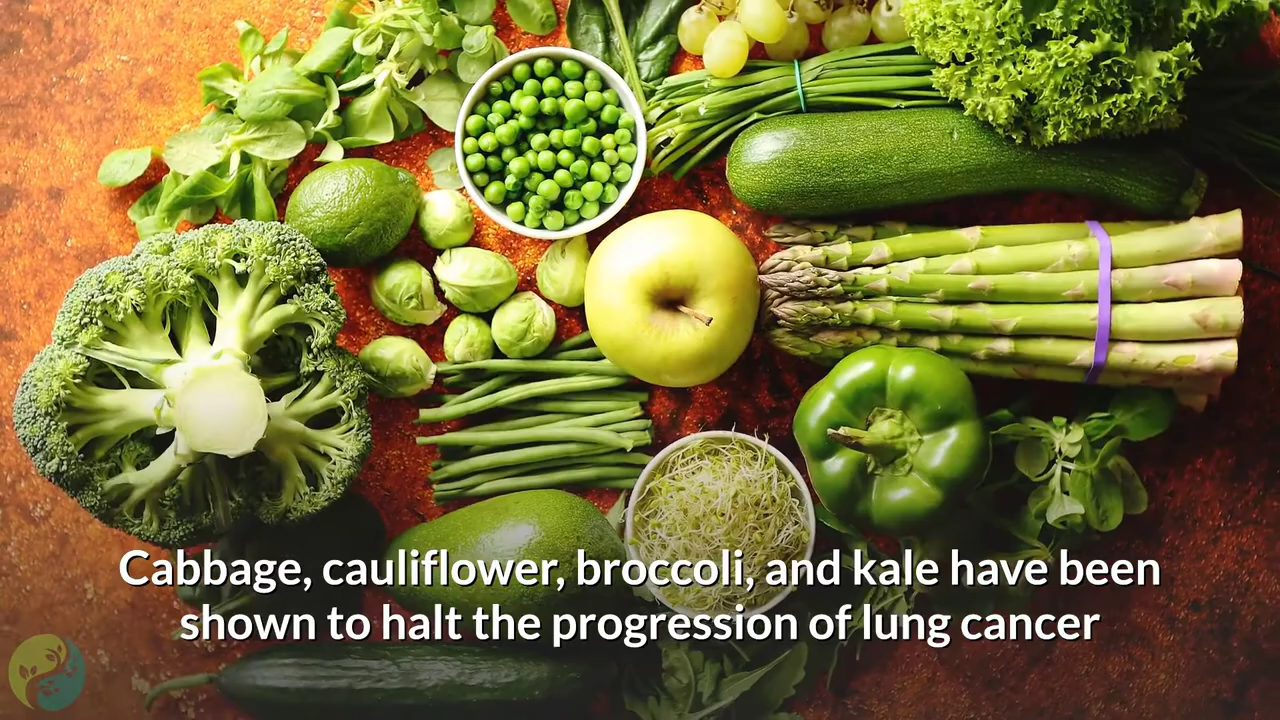 Cabbage, cauliflower, broccoli, and kale have been
shown to halt the progression of lung cancer